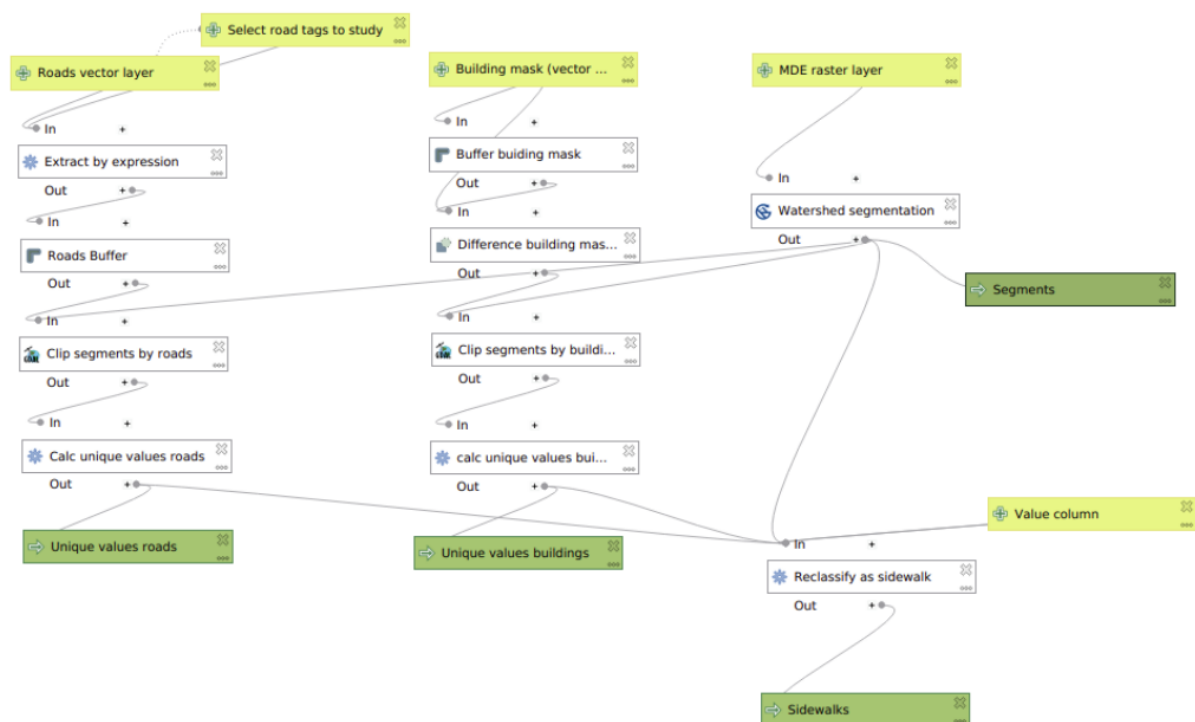 Select road tags to study
Roads vector layer
In
Extract by expression
Out
In
Roads Buffer
Out
In
Clip segments by roads
Out
In
Calc unique values roads
Out
Unique values roads
Building mask (vector ...
In
Buffer buiding mask
Out
In
Difference building mas...
Out
In
Clip segments by buildi...
Out
In
calc unique values bui...
Out
Unique values buildings
MDE raster layer
In
Watershed segmentation
Out
Segments
Value column
In
Reclassify as sidewalk
Out
Sidewalks